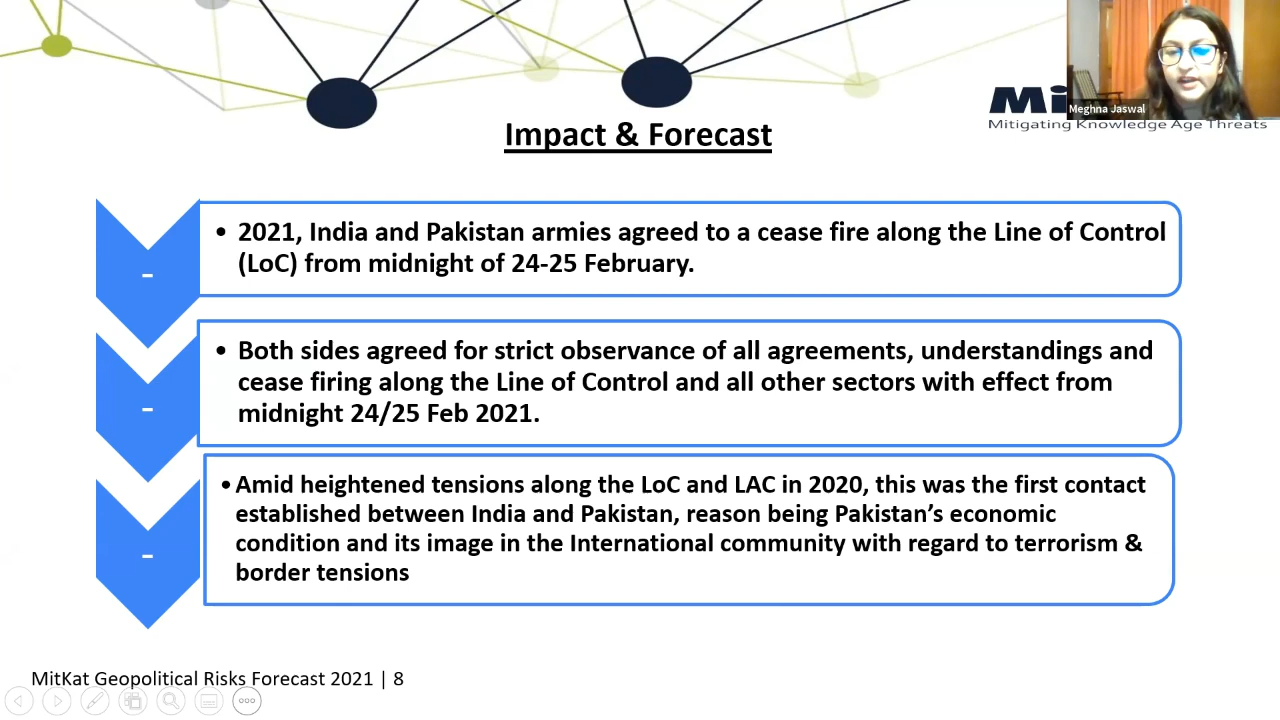 Mi
Meghna Jaswal
Mitigating Knowledge Age Threats
Impact & Forecast
- • 2021, India and Pakistan armies agreed to a cease fire along the Line of Control
(LoC) from midnight of 24-25 February.
- • Both sides agreed for strict observance of all agreements, understandings and
cease firing along the Line of Control and all other sectors with effect from
midnight 24/25 Feb 2021.
- • Amid heightened tensions along the LoC and LAC in 2020, this was the first contact
established between India and Pakistan, reason being Pakistan’s economic
condition and its image in the International community with regard to terrorism &
border tensions
MitKat Geopolitical Risks Forecast 2021 | 8